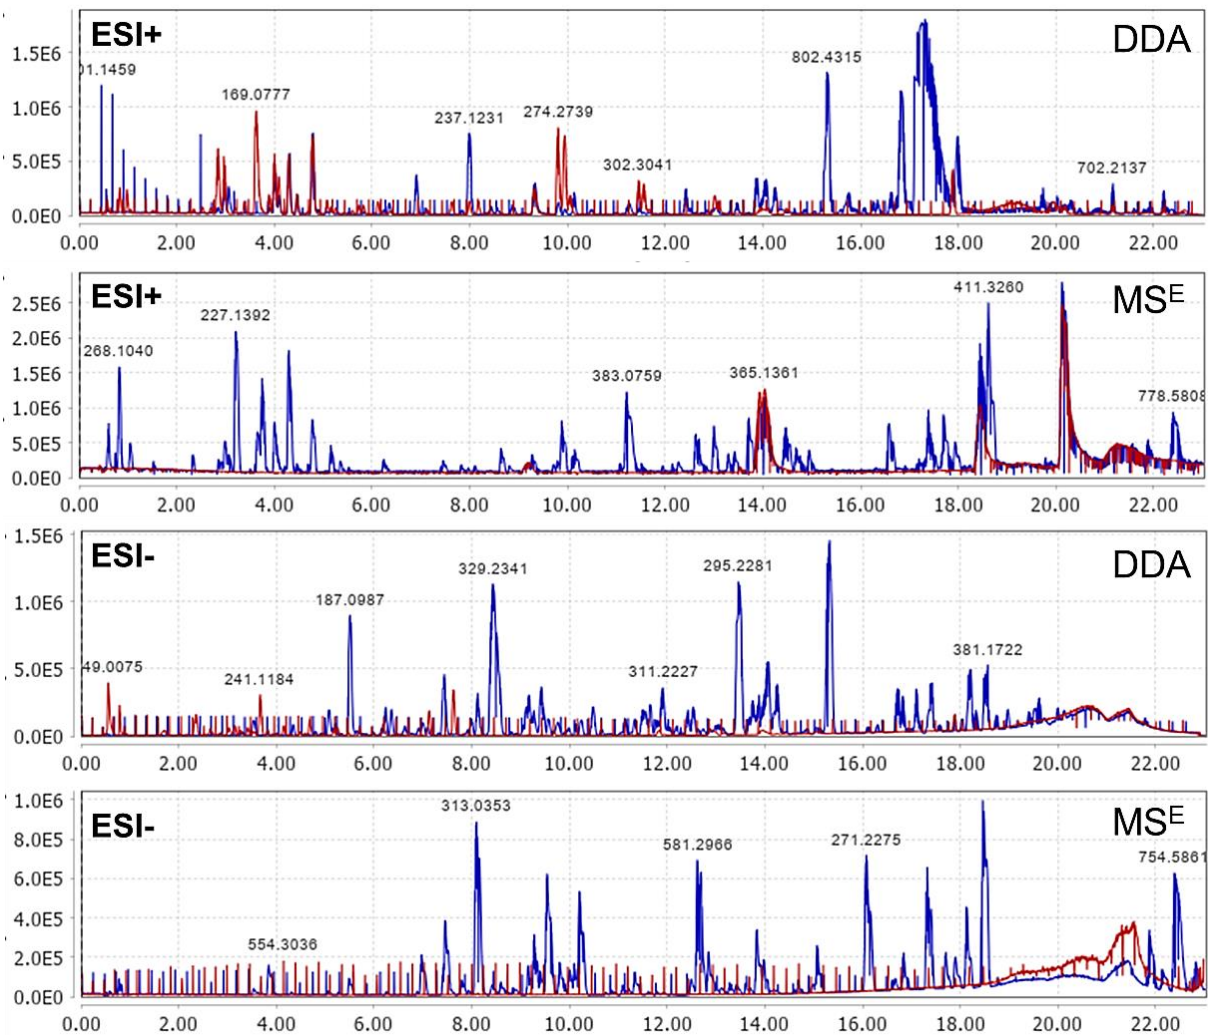 ESI+ DDA
1.5E6
1.0E6
5.0E5
0.0E0
01.1459
169.0777
237.1231
274.2739
302.3041
802.4315
702.2137
0.00 2.00 4.00 6.00 8.00 10.00 12.00 14.00 16.00 18.00 20.00 22.00
ESI+ MSE
2.5E6
2.0E6
1.5E6
1.0E6
5.0E5
0.0E0
268.1040
227.1392
383.0759
365.1361
411.3260
778.5808
0.00 2.00 4.00 6.00 8.00 10.00 12.00 14.00 16.00 18.00 20.00 22.00
ESI- DDA
1.5E6
1.0E6
5.0E5
0.0E0
49.0075
241.1184
187.0987
329.2341
311.2227
295.2281
381.1722
0.00 2.00 4.00 6.00 8.00 10.00 12.00 14.00 16.00 18.00 20.00 22.00
ESI- MSE
1.0E6
8.0E5
6.0E5
4.0E5
2.0E5
0.0E0
554.3036
313.0353
581.2966
271.2275
754.5861
0.00 2.00 4.00 6.00 8.00 10.00 12.00 14.00 16.00 18.00 20.00 22.00